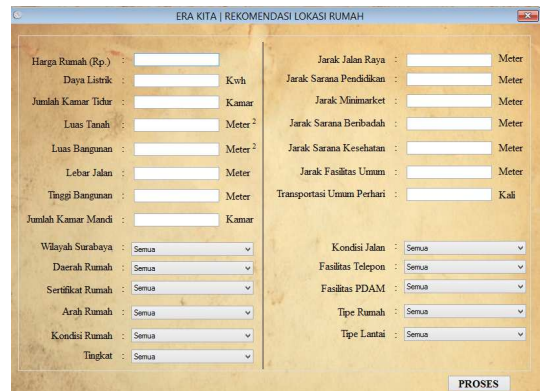 ERA KITA | REKOMENDASI LOKASI RUMAH
Harga Rumah (Rp.) :
Daya Listrik : Kwh
Jumlah Kamar Tidur : Kamar
Luas Tanah : Meter ²
Luas Bangunan : Meter ²
Lebar Jalan : Meter
Tinggi Bangunan : Meter
Jumlah Kamar Mandi : Kamar
Wilayah Surabaya : Semua
Daerah Rumah : Semua
Sertifikat Rumah : Semua
Arah Rumah : Semua
Kondisi Rumah : Semua
Tingkat : Semua
Jarak Jalan Raya : Meter
Jarak Sarana Pendidikan : Meter
Jarak Minimarket : Meter
Jarak Sarana Beribadah : Meter
Jarak Sarana Kesehatan : Meter
Jarak Fasilitas Umum : Meter
Transportasi Umum Perhari : Kali
Kondisi Jalan : Semua
Fasilitas Telepon : Semua
Fasilitas PDAM : Semua
Tipe Rumah : Semua
Tipe Lantai : Semua
PROSES